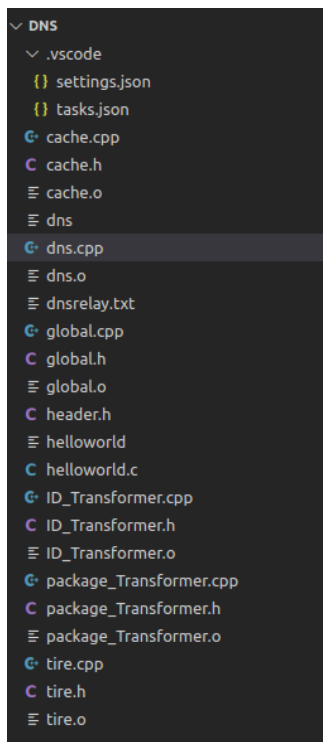 DNS
.vscode
{} settings.json
{} tasks.json
C+ cache.cpp
C cache.h
cache.o
dns
C+ dns.cpp
dns.o
dnsrelay.txt
C+ global.cpp
C global.h
global.o
C header.h
helloworld
C helloworld.c
C+ ID_Transformer.cpp
C ID_Transformer.h
ID_Transformer.o
C+ package_Transformer.cpp
C package_Transformer.h
package_Transformer.o
C+ tire.cpp
C tire.h
tire.o